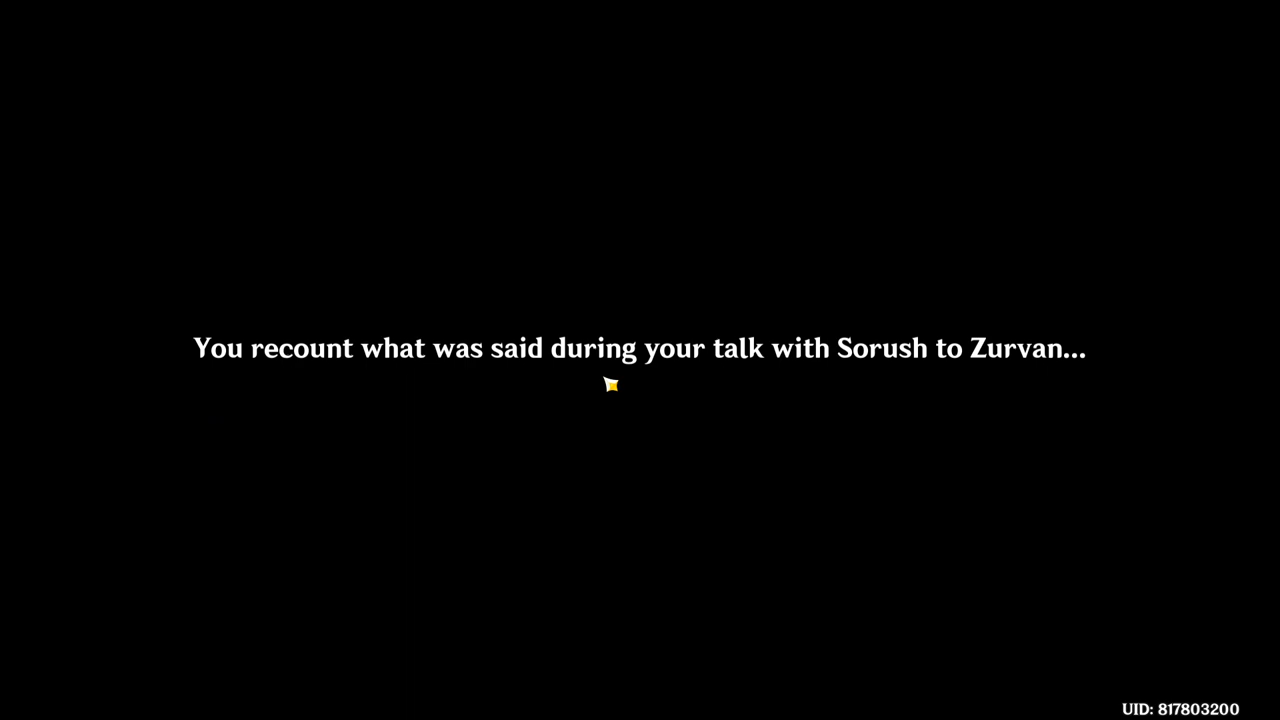 You recount what was said during your talk with Sorush to Zurvan...
UID: 817803200